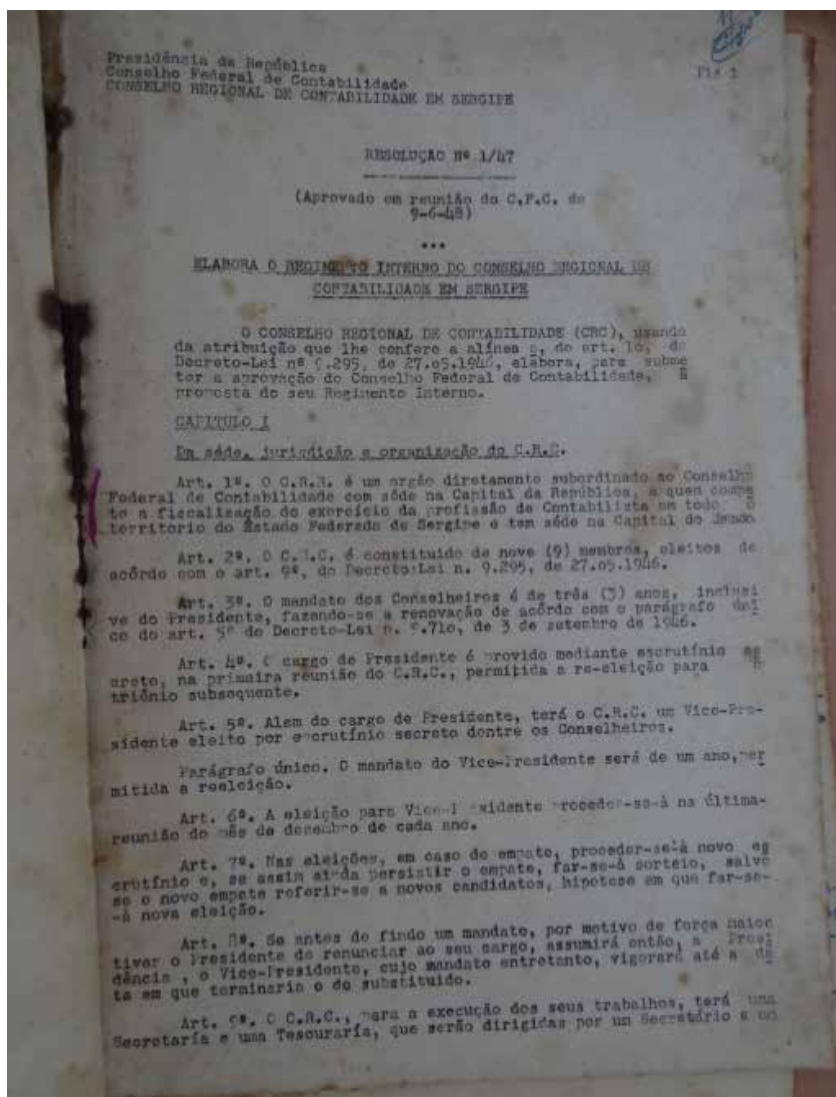 Presidência da República
Conselho Federal de Contabilidade
CONSELHO REGIONAL DE CONTABILIDADE EM SERGIPE
Fls 1
RESOLUÇÃO Nº 1/47
(Aprovado em reunião do C.F.C. de
9-6-48)
ELABORA O REGIMENTO INTERNO DO CONSELHO REGIONAL DE
CONTABILIDADE EM SERGIPE
O CONSELHO REGIONAL DE CONTABILIDADE (CRC), usando
da atribuição que lhe confere a alínea , do art. 1o, do
Decreto-Lei nº 9.295, de 27.o5.1946, elabora, para subme
ter a aprovação do Conselho Federal de Contabilidade, a
proposta do seu Regimento Interno.
CAPITULO I
Em séde, jurisdição e organização do C.R.C.
Art. 1º. O C.R.R. é um orgão diretamente subordinado ao Conselho
Federal de Contabilidade com séde na Capital da República, a quem compe
te a fiscalização do exercício da profissão de Contabilista em todo o
territorio do Estado Federado de Sergipe e tem séde na Capital do
Art. 2º. O C.R.C. é constituido de nove (9) membros, eleitos de
acôrdo com o art. 9º, do Decreto-Lei n. 9.295, de 27.o5.1946.
Art. 3º. O mandato dos Conselheiros é de três (3) anos, inclusi
ve do Presidente, fazendo-se a renovação de acôrdo com o parágrafo úni
co do art. 5º do Decreto-Lei n. 9.71o, de 3 de setembro de 1946.
Art. 4º. O cargo de Presidente é provido mediante escrutínio se
creto, na primeira reunião do C.R.C., permitida a re-eleição para o
triênio subsequente.
Art. 5º. Alem do cargo de Presidente, terá o C.R.C. um Vice-Pre-
sidente eleito por escrutínio secreto dentre os Conselheiros.
Parágrafo único. O mandato do Vice-Presidente será de um ano, per
mitida a reeleição.
Art. 6º. A eleição para Vice-Presidente proceder-se-à na última-
reunião do mês de dezembro de cada ano.
Art. 7º. Nas eleições, em caso de empate, proceder-se-à novo es
crutínio e, se assim ainda persistir o empate, far-se-à sorteio, salvo
se o novo empate referir-se a novos candidatos, hipotese em que far-se-
-à nova eleição.
Art. 8º. Se antes de findo um mandato, por motivo de força maior
tiver o Presidente de renunciar ao seu cargo, assumirá então, a Presi
dência , o Vice-Presidente, cujo mandato entretanto, vigorará até a da
ta em que terminaria o do substituido.
Art. 9º. O C.R.C., para a execução dos seus trabalhos, terá uma
Secretaría e uma Tesouraría, que serão dirigidas por um Secretário e um